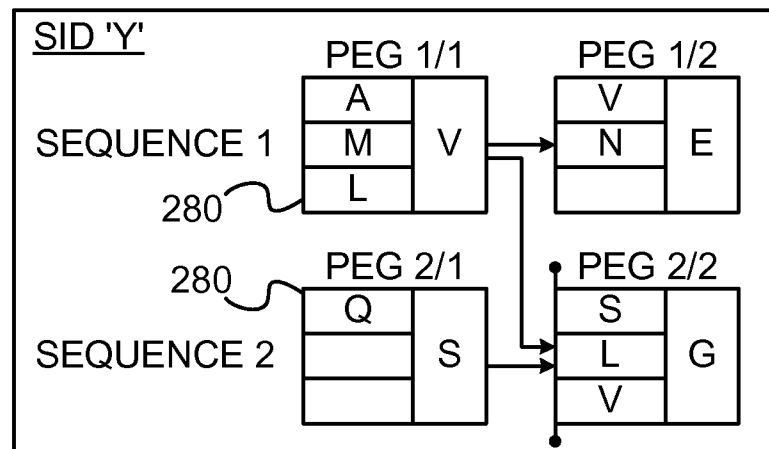 SID 'Y'
PEG 1/1 PEG 1/2
A V
SEQUENCE 1 M V N E
L
280
280 PEG 2/1 PEG 2/2
Q S
SEQUENCE 2 S L G
V